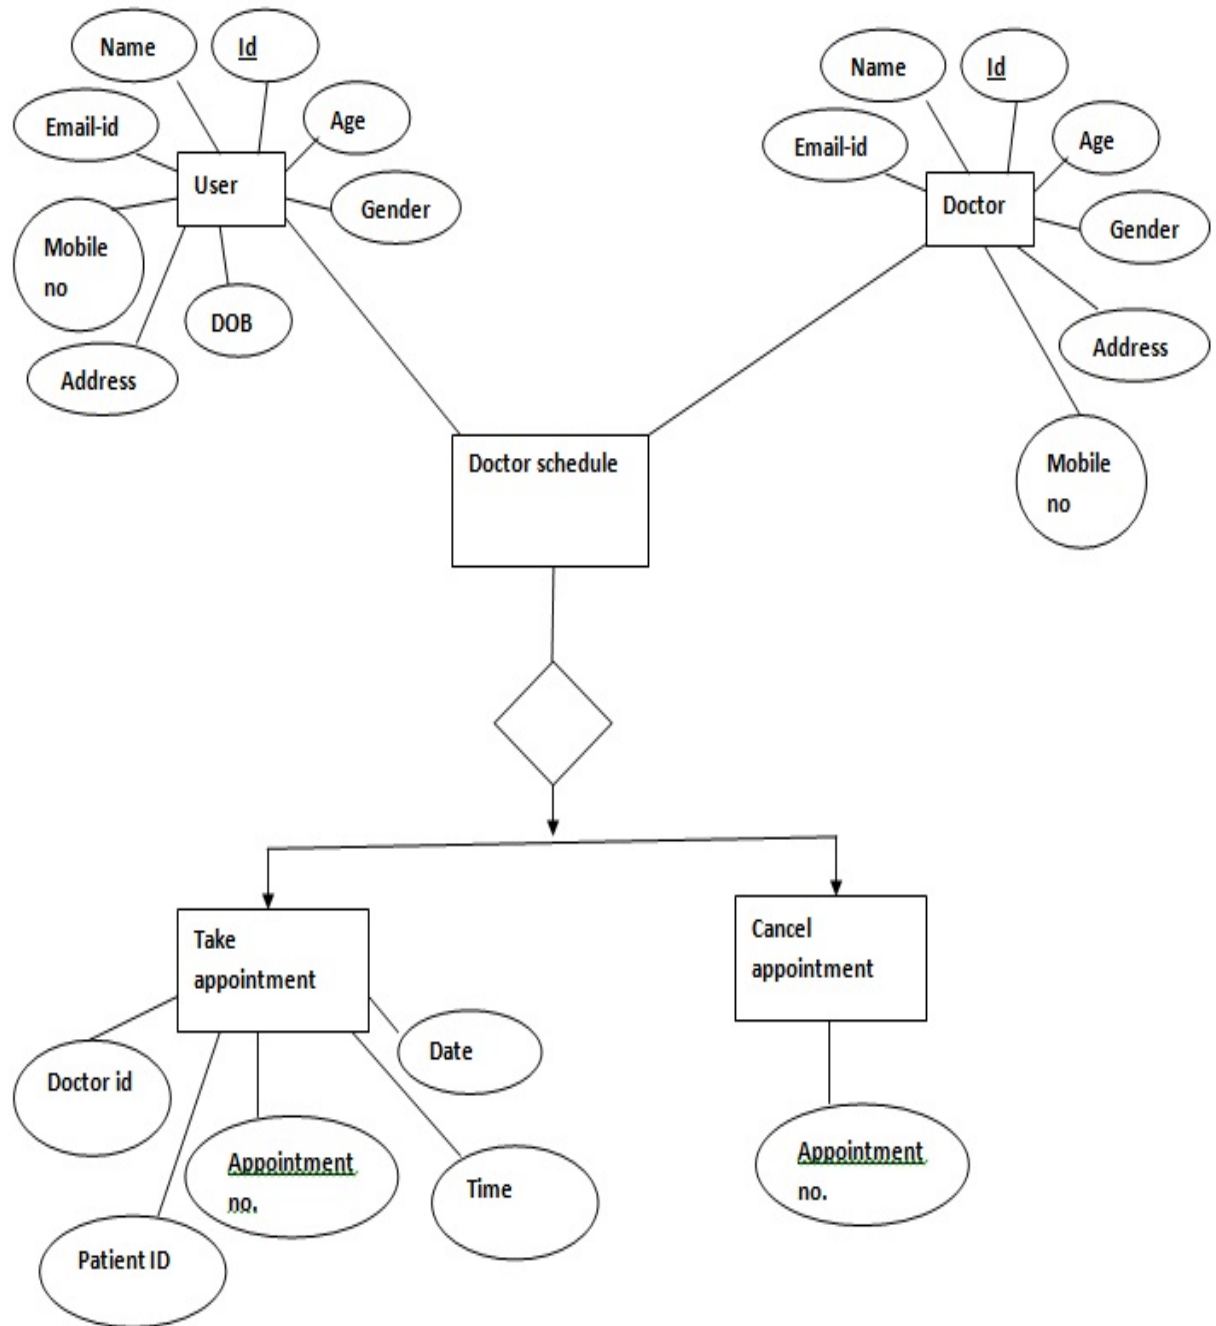 Name
Id
Email-id
Age
User
Gender
Mobile
no
DOB
Address
Name
Id
Email-id
Age
Doctor
Gender
Address
Mobile
no
Doctor schedule
Take
appointment
Doctor id
Date
Appointment
no.
Time
Patient ID
Cancel
appointment
Appointment
no.